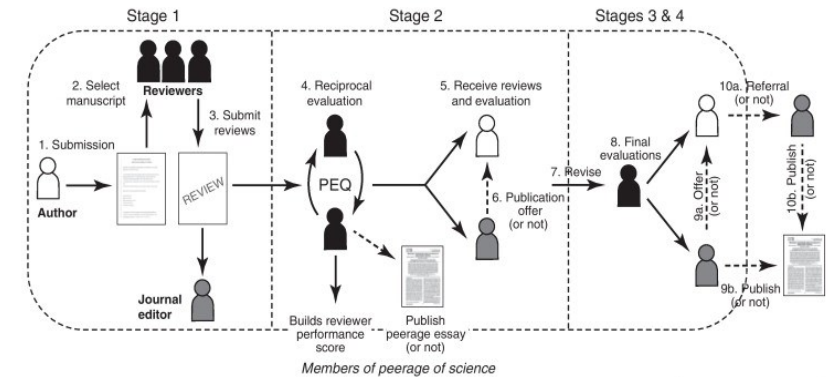 Stage 1
Stage 2
Stages 3 & 4
2. Select
manuscript
Reviewers
3. Submit
reviews
1. Submission
Author
REVIEW
Journal
editor
4. Reciprocal
evaluation
PEQ
Builds reviewer
performance
score
Publish
peerage essay
(or not)
5. Receive reviews
and evaluation
6. Publication
offer
(or not)
7. Revise
8. Final
evaluations
9a. Offer
(or not)
9b. Publish
(or not)
10a. Referral
(or not)
10b. Publish
(or not)
Members of peerage of science